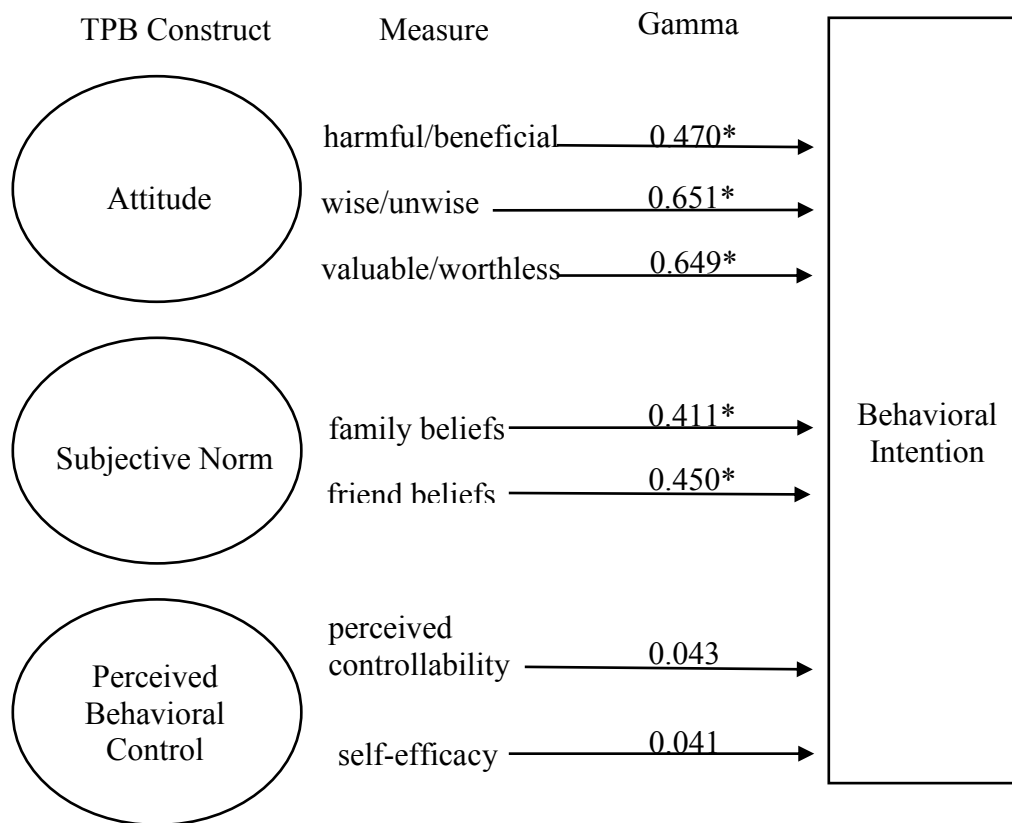 TPB Construct
Measure
Gamma
Attitude
harmful/beneficial
0.470*
wise/unwise
0.651*
valuable/worthless
0.649*
Subjective Norm
family beliefs
0.411*
friend beliefs
0.450*
Perceived
Behavioral
Control
perceived
controllability
0.043
self-efficacy
0.041
Behavioral
Intention